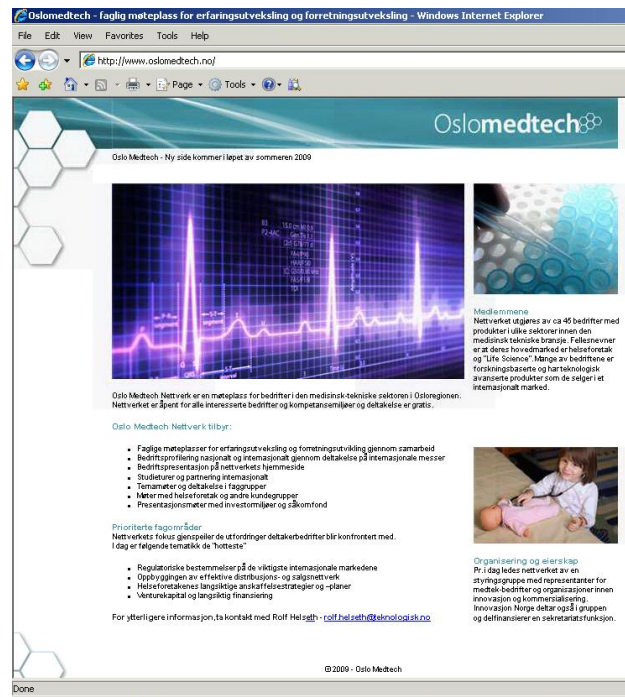 Oslomedtech - faglig møteplass for erfaringsutveksling og forretningsutveksling - Windows Internet Explorer
File Edit View Favorites Tools Help
http://www.oslomedtech.no/
Page Tools
Oslomedtech
Oslo Medtech - Ny side kommer i løpet av sommeren 2009
Medlemmene
Nettverket utgjøres av ca 45 bedrifter med
produkter i ulike sektorer innen den
medisinsk tekniske bransje. Fellesnevner
er at deres hovedmarked er helseforetak
og "Life Science". Mange av bedriftene er
forskningsbaserte og har teknologisk
avanserte produkter som de selger i et
internasjonalt marked.
Oslo Medtech Nettverk er en møteplass for bedrifter i den medisinsk-tekniske sektoren i Osloregionen.
Nettverket er åpent for alle interesserte bedrifter og kompetansemiljøer og deltakelse er gratis.
Oslo Medtech Nettverk tilbyr:
Faglige møteplasser for erfaringsutveksling og forretningsutvikling gjennom samarbeid
Bedriftsprofilering nasjonalt og internasjonalt gjennom deltakelse på internasjonale messer
Bedriftspresentasjon på nettverkets hjemmeside
Studieturer og partnering internasjonalt
Temamøter og deltakelse i faggrupper
Møter med helseforetak og andre kundegrupper
Presentasjonsmøter med investormiljøer og såkornfond
Prioriterte fagområder
Nettverkets fokus gjenspeiler de utfordringer deltakerbedrifter blir konfrontert med.
I dag er følgende tematikk de "hotteste"
Regulatoriske bestemmelser på de viktigste internasjonale markedene
Oppbyggingen av effektive distribusjons- og salgsnettverk
Helseforetakenes langsiktige anskaffelsestrategier og –planer
Venturekapital og langsiktig finansiering
For ytterligere informasjon,ta kontakt med Rolf Helseth - rolf.helseth@teknologisk.no
Organisering og eierskap
Pr.i dag ledes nettverket av en
styringsgruppe med representanter for
medtek-bedrifter og organisasjoner innen
innovasjon og kommersialisering.
Innovasjon Norge deltar også i gruppen
og delfinansierer en sekretariatsfunksjon.
© 2009 - Oslo Medtech
Done